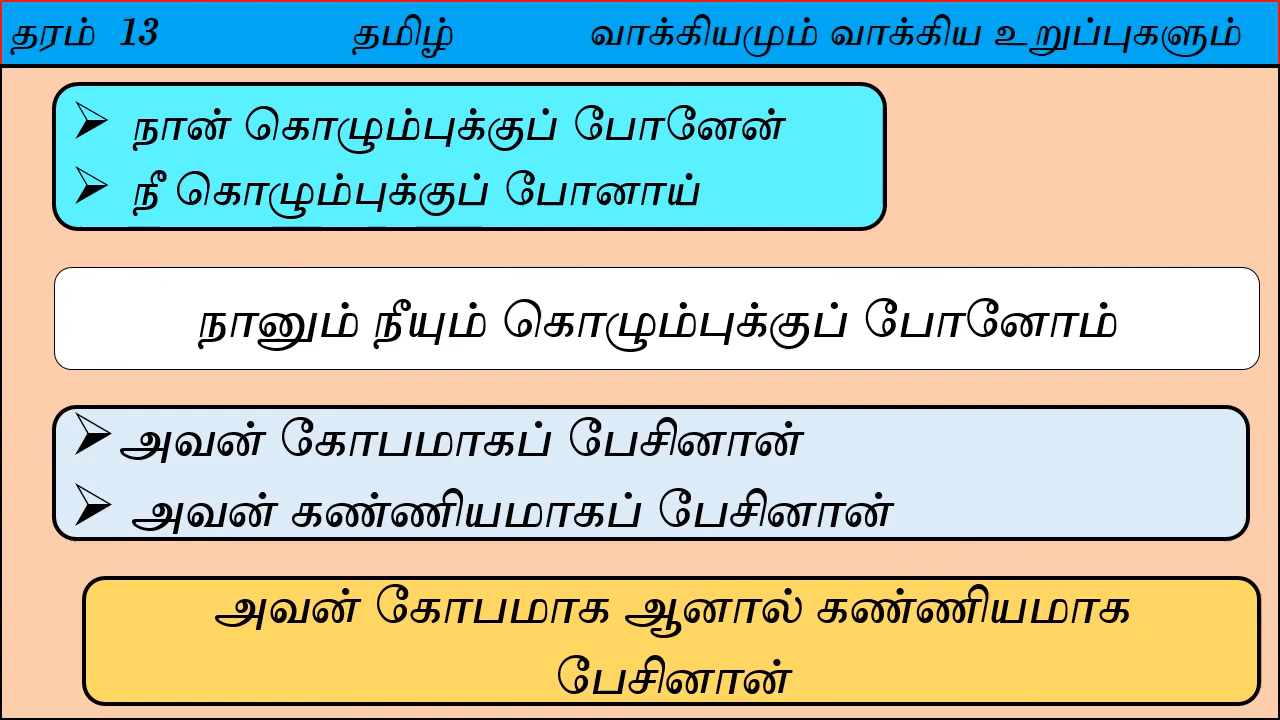 தரம் 13 தமிழ் வாக்கியமும் வாக்கிய உறுப்புகளும்
➢ நான் கொழும்புக்குப் போனேன்
➢ நீ கொழும்புக்குப் போனாய்
நானும் நீயும் கொழும்புக்குப் போனோம்
➢ அவன் கோபமாகப் பேசினான்
➢ அவன் கண்ணியமாகப் பேசினான்
அவன் கோபமாக ஆனால் கண்ணியமாக
பேசினான்